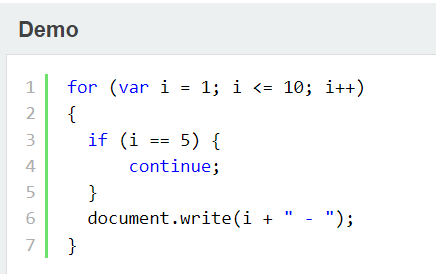 Demo
1 for (var i = 1; i <= 10; i++)
2 {
3   if (i == 5) {
4       continue;
5   }
6   document.write(i + " - ");
7 }